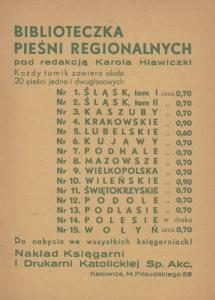 BIBLIOTECZKA
PIEŚNI REGIONALNYCH
pod redakcją Karola Hławiczki
Każdy tomik zawiera około
20 pieśni jedno i dwugłosowych
Nr 1. ŚLĄSK, tom I cena 0,70
Nr 2. ŚLĄSK, tom II „ 0,70
Nr 3. KASZUBY „ 0,70
Nr 4. KRAKOWSKIE „ 0,90
Nr 5. LUBELSKIE „ 0,60
Nr 6. KUJAWY „ 0,70
Nr 7. PODHALE „ 0,70
Nr 8. MAZOWSZE „ 0,70
Nr 9. WIELKOPOLSKA „ 0,70
Nr 10. WILEŃSKIE „ 0,90
Nr 11. ŚWIĘTOKRZYSKIE „ 0,70
Nr 12. PODOLE „ 0,70
Nr 13. PODLASIE „ 0,70
Nr 14. POLESIE w druku
Nr 15. WOŁYŃ cena 0,70
Do nabycia we wszystkich księgarniach!
Nakład Księgarni
i Drukarni Katolickiej Sp. Akc.
Katowice, M. Piłsudskiego 58